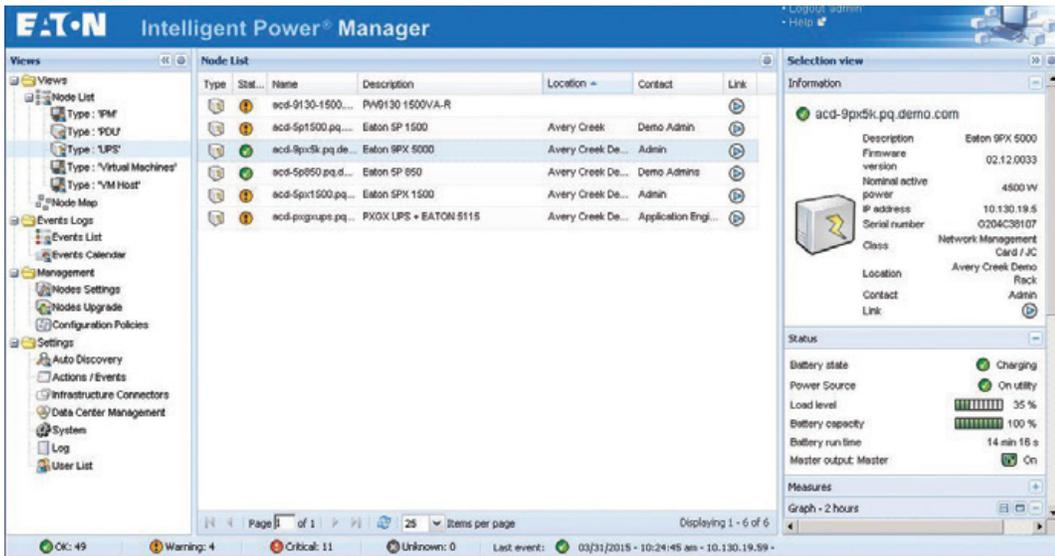 EATON Intelligent Power® Manager
Logout admin
Help
Views
Views
Node List
Type : 'IPM'
Type : 'PDU'
Type : 'UPS'
Type : 'Virtual Machines'
Type : 'VM Host'
Node Map
Events Logs
Events List
Events Calendar
Management
Nodes Settings
Nodes Upgrade
Configuration Policies
Settings
Auto Discovery
Actions / Events
Infrastructure Connectors
Data Center Management
System
Log
User List
Node List
Type Stat... Name Description Location Contact Link
acd-9130-1500.... PW9130 1500VA-R
acd-5p1500.pq.... Eaton 5P 1500 Avery Creek Demo Admin
acd-9px5k.pq.de... Eaton 9PX 5000 Avery Creek De... Admin
acd-5p850.pq.d... Eaton 5P 850 Avery Creek De... Demo Admins
acd-5px1500.pq... Eaton 5PX 1500 Avery Creek De... Admin
acd-pxgxups.pq... PXGX UPS + EATON 5115 Avery Creek De... Application Engi...
Page 1 of 1 25 Items per page Displaying 1 - 6 of 6
Selection view
Information
acd-9px5k.pq.demo.com
Description Eaton 9PX 5000
Firmware version 02.12.0033
Nominal active power 4500 W
IP address 10.130.19.5
Serial number G204C38107
Class Network Management Card / JC
Location Avery Creek Demo Rack
Contact Admin
Link
Status
Battery state Charging
Power Source On utility
Load level 35 %
Battery capacity 100 %
Battery run time 14 min 16 s
Master output: Master On
Measures
Graph - 2 hours
OK: 49 Warning: 4 Critical: 11 Unknown: 0 Last event: 03/31/2015 - 10:24:45 am - 10.130.19.59 -